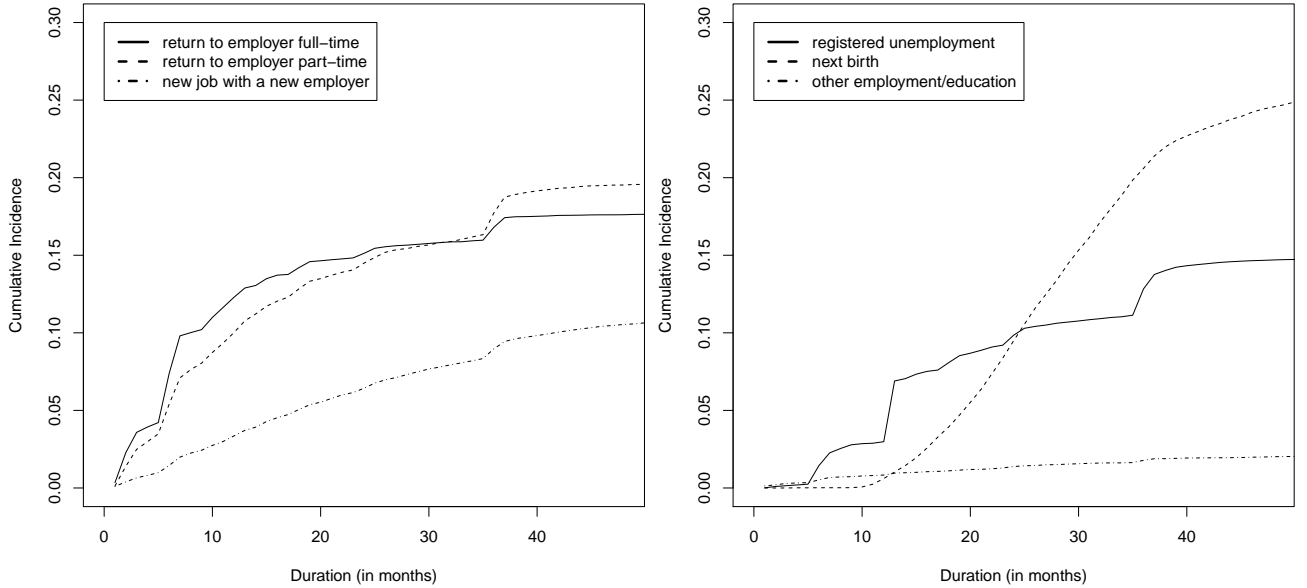 0.30
0.25
0.20
0.15
0.10
0.05
0.00
Cumulative Incidence
return to employer full−time
return to employer part−time
new job with a new employer
0 10 20 30 40
Duration (in months)
0.30
0.25
0.20
0.15
0.10
0.05
0.00
Cumulative Incidence
registered unemployment
next birth
other employment/education
0 10 20 30 40
Duration (in months)